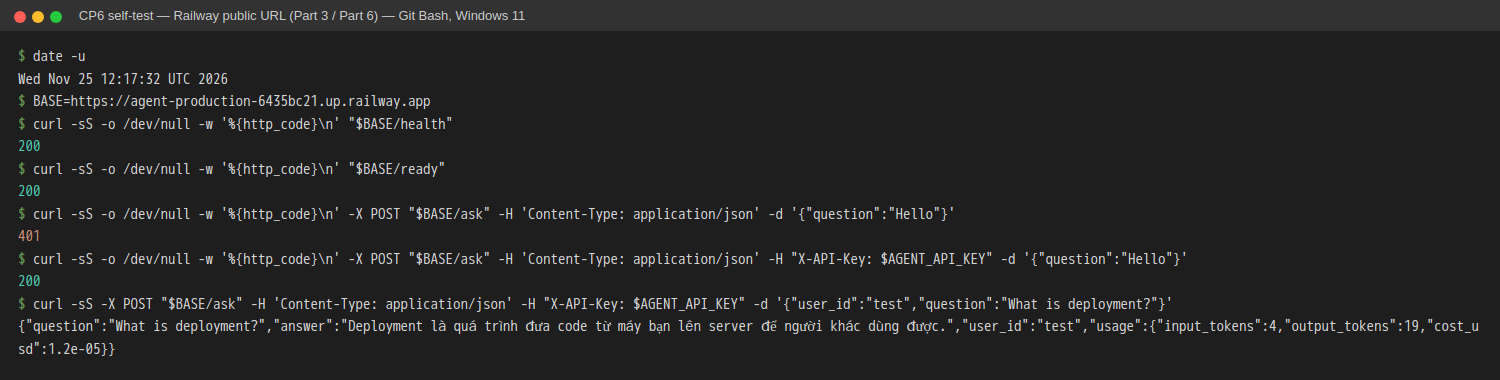 CP6 self-test — Railway public URL (Part 3 / Part 6) — Git Bash, Windows 11
$ date -u
Wed Nov 25 12:17:32 UTC 2026
$ BASE=https://agent-production-6435bc21.up.railway.app
$ curl -sS -o /dev/null -w '%{http_code}\n' "$BASE/health"
200
$ curl -sS -o /dev/null -w '%{http_code}\n' "$BASE/ready"
200
$ curl -sS -o /dev/null -w '%{http_code}\n' -X POST "$BASE/ask" -H 'Content-Type: application/json' -d '{"question":"Hello"}'
401
$ curl -sS -o /dev/null -w '%{http_code}\n' -X POST "$BASE/ask" -H 'Content-Type: application/json' -H "X-API-Key: $AGENT_API_KEY" -d '{"question":"Hello"}'
200
$ curl -sS -X POST "$BASE/ask" -H 'Content-Type: application/json' -H "X-API-Key: $AGENT_API_KEY" -d '{"user_id":"test","question":"What is deployment?"}'
{"question":"What is deployment?","answer":"Deployment là quá trình đưa code từ máy bạn lên server để người khác dùng được.","user_id":"test","usage":{"input_tokens":4,"output_tokens":19,"cost_u
sd":1.2e-05}}